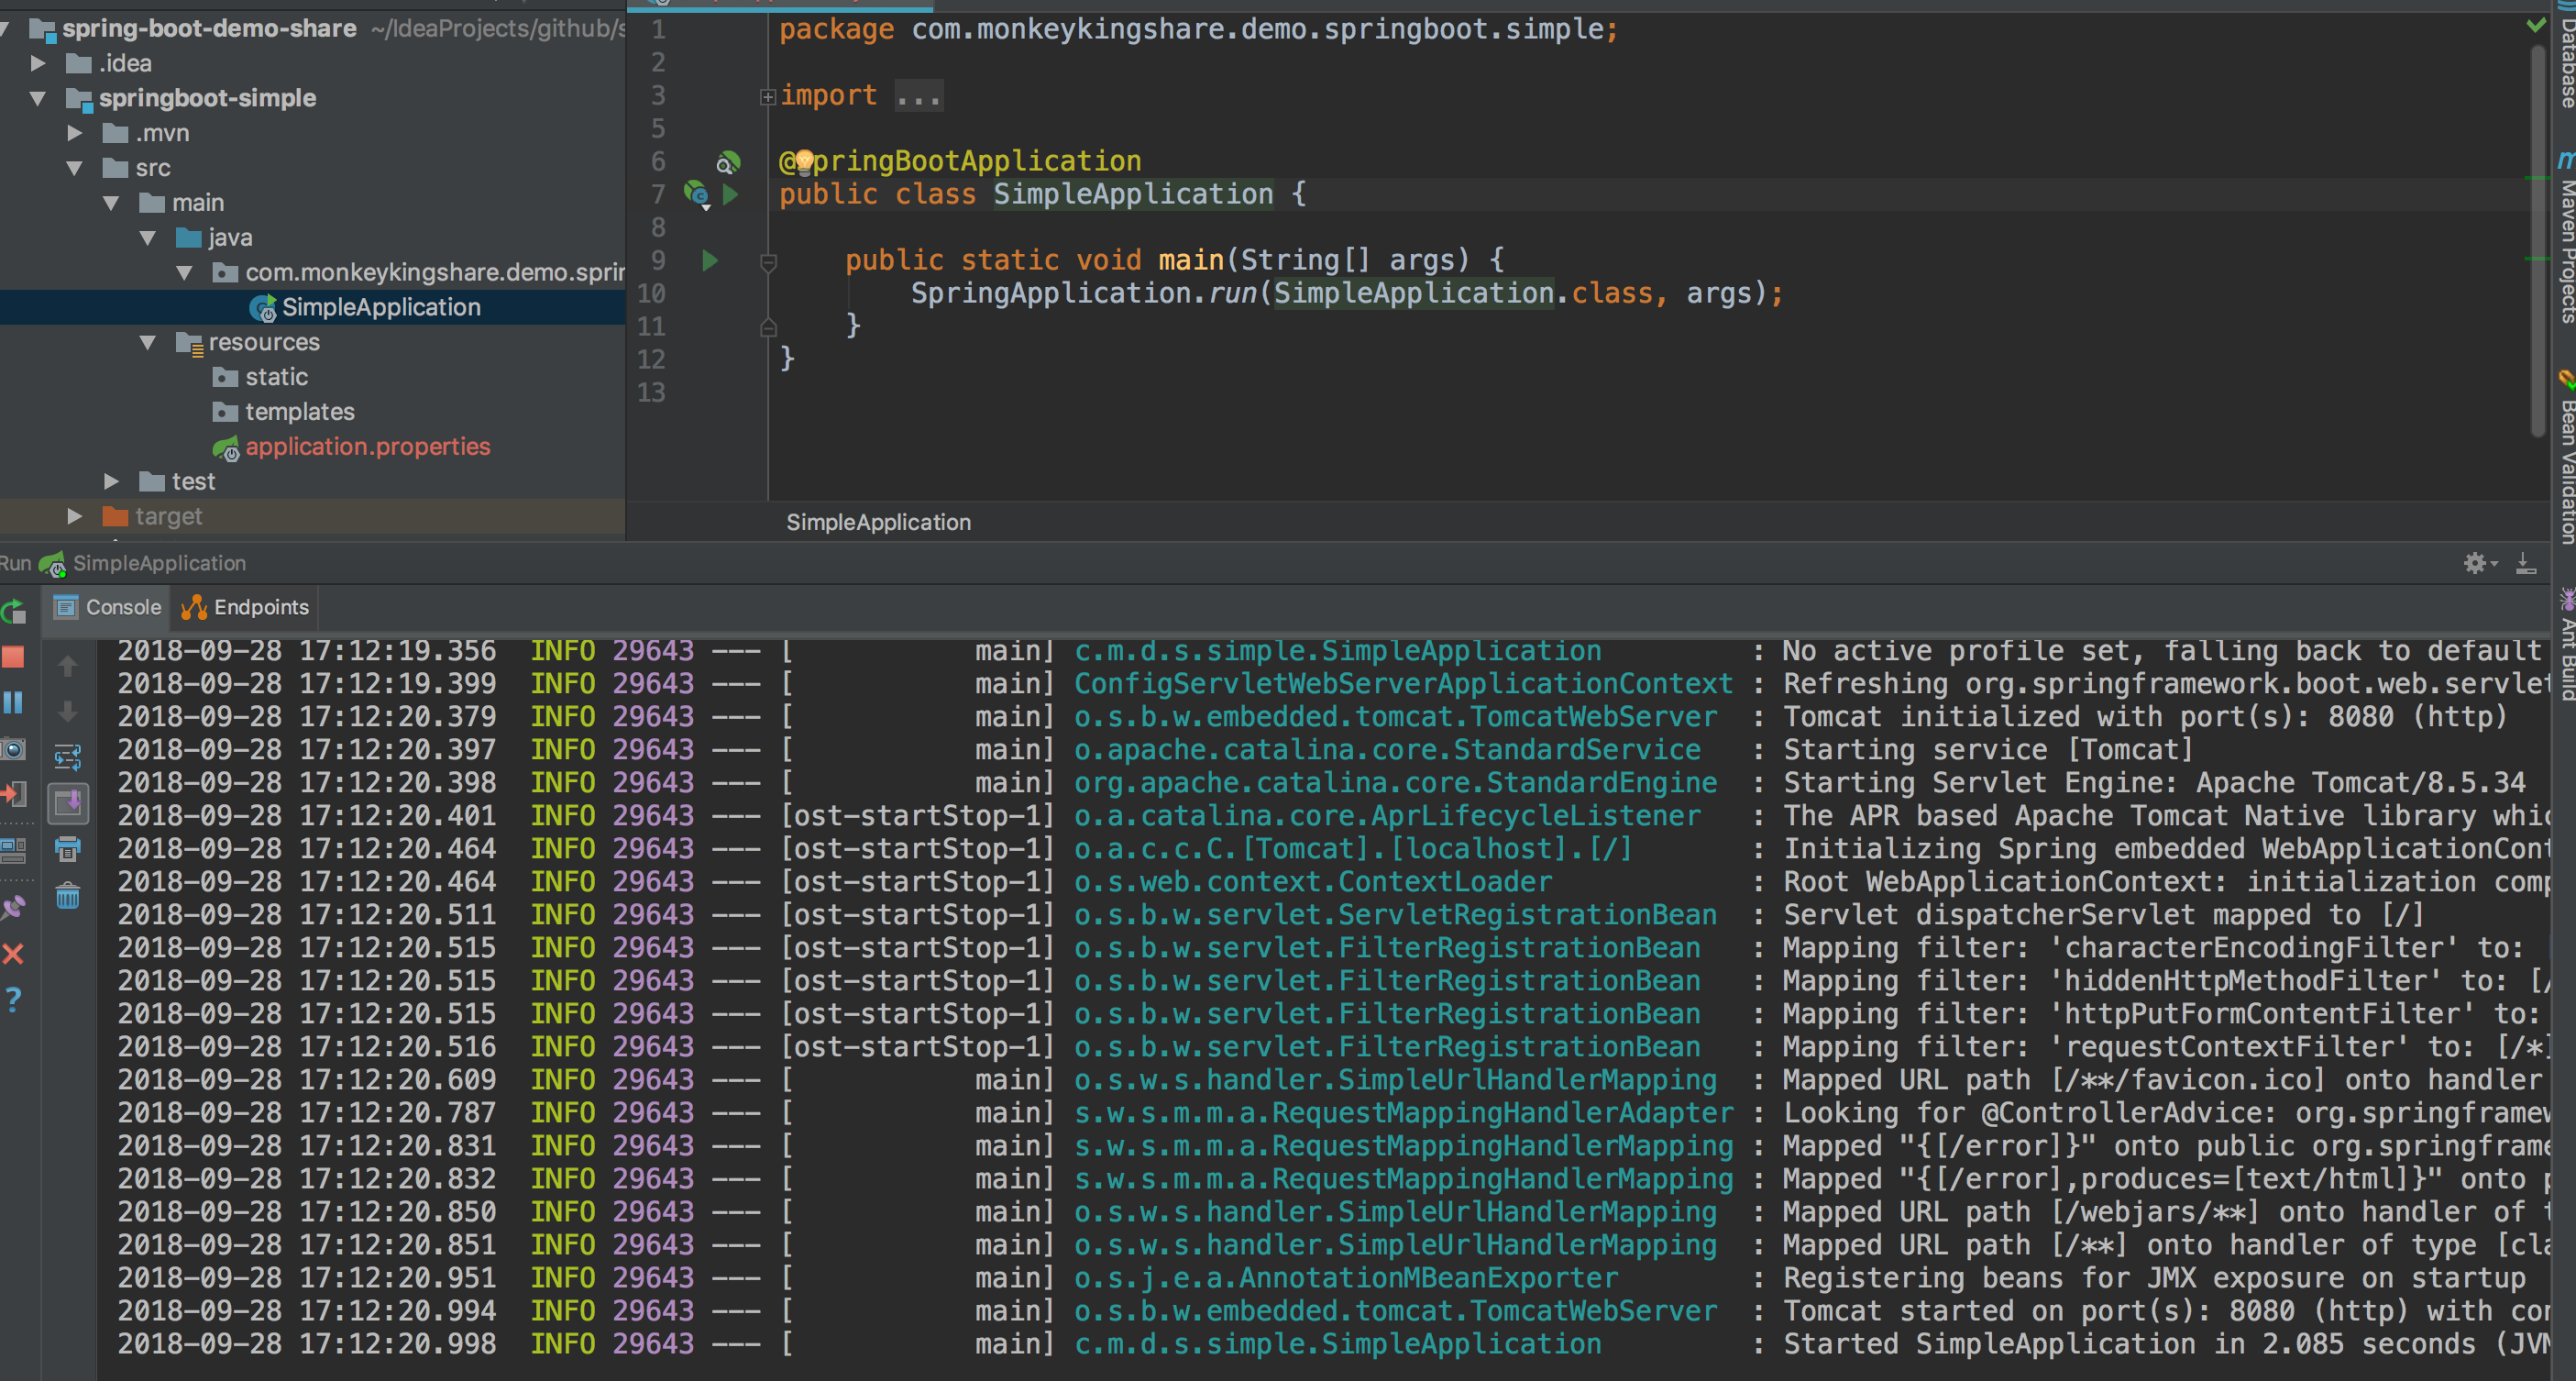 spring-boot-demo-share ~/IdeaProjects/github/s
.idea
springboot-simple
.mvn
src
main
java
com.monkeykingshare.demo.sprin
SimpleApplication
resources
static
templates
application.properties
test
target
1 package com.monkeykingshare.demo.springboot.simple;
2
3 import ...
5
6 @SpringBootApplication
7 public class SimpleApplication {
8
9 public static void main(String[] args) {
10 SpringApplication.run(SimpleApplication.class, args);
11 }
12 }
13
SimpleApplication
Database
Maven Projects
Bean Validation
Ant Build
Run SimpleApplication
Console Endpoints
2018-09-28 17:12:19.356 INFO 29643 --- [ main] c.m.d.s.simple.SimpleApplication : No active profile set, falling back to default
2018-09-28 17:12:19.399 INFO 29643 --- [ main] ConfigServletWebServerApplicationContext : Refreshing org.springframework.boot.web.servlet
2018-09-28 17:12:20.379 INFO 29643 --- [ main] o.s.b.w.embedded.tomcat.TomcatWebServer : Tomcat initialized with port(s): 8080 (http)
2018-09-28 17:12:20.397 INFO 29643 --- [ main] o.apache.catalina.core.StandardService : Starting service [Tomcat]
2018-09-28 17:12:20.398 INFO 29643 --- [ main] org.apache.catalina.core.StandardEngine : Starting Servlet Engine: Apache Tomcat/8.5.34
2018-09-28 17:12:20.401 INFO 29643 --- [ost-startStop-1] o.a.catalina.core.AprLifecycleListener : The APR based Apache Tomcat Native library whic
2018-09-28 17:12:20.464 INFO 29643 --- [ost-startStop-1] o.a.c.c.C.[Tomcat].[localhost].[/] : Initializing Spring embedded WebApplicationCont
2018-09-28 17:12:20.464 INFO 29643 --- [ost-startStop-1] o.s.web.context.ContextLoader : Root WebApplicationContext: initialization comp
2018-09-28 17:12:20.511 INFO 29643 --- [ost-startStop-1] o.s.b.w.servlet.ServletRegistrationBean : Servlet dispatcherServlet mapped to [/]
2018-09-28 17:12:20.515 INFO 29643 --- [ost-startStop-1] o.s.b.w.servlet.FilterRegistrationBean : Mapping filter: 'characterEncodingFilter' to:
2018-09-28 17:12:20.515 INFO 29643 --- [ost-startStop-1] o.s.b.w.servlet.FilterRegistrationBean : Mapping filter: 'hiddenHttpMethodFilter' to: [/
2018-09-28 17:12:20.515 INFO 29643 --- [ost-startStop-1] o.s.b.w.servlet.FilterRegistrationBean : Mapping filter: 'httpPutFormContentFilter' to:
2018-09-28 17:12:20.516 INFO 29643 --- [ost-startStop-1] o.s.b.w.servlet.FilterRegistrationBean : Mapping filter: 'requestContextFilter' to: [/*]
2018-09-28 17:12:20.609 INFO 29643 --- [ main] o.s.w.s.handler.SimpleUrlHandlerMapping : Mapped URL path [/**/favicon.ico] onto handler
2018-09-28 17:12:20.787 INFO 29643 --- [ main] s.w.s.m.m.a.RequestMappingHandlerAdapter : Looking for @ControllerAdvice: org.springframew
2018-09-28 17:12:20.831 INFO 29643 --- [ main] s.w.s.m.m.a.RequestMappingHandlerMapping : Mapped "{[/error]}" onto public org.springframe
2018-09-28 17:12:20.832 INFO 29643 --- [ main] s.w.s.m.m.a.RequestMappingHandlerMapping : Mapped "{[/error],produces=[text/html]}" onto p
2018-09-28 17:12:20.850 INFO 29643 --- [ main] o.s.w.s.handler.SimpleUrlHandlerMapping : Mapped URL path [/webjars/**] onto handler of t
2018-09-28 17:12:20.851 INFO 29643 --- [ main] o.s.w.s.handler.SimpleUrlHandlerMapping : Mapped URL path [/**] onto handler of type [cla
2018-09-28 17:12:20.951 INFO 29643 --- [ main] o.s.j.e.a.AnnotationMBeanExporter : Registering beans for JMX exposure on startup
2018-09-28 17:12:20.994 INFO 29643 --- [ main] o.s.b.w.embedded.tomcat.TomcatWebServer : Tomcat started on port(s): 8080 (http) with con
2018-09-28 17:12:20.998 INFO 29643 --- [ main] c.m.d.s.simple.SimpleApplication : Started SimpleApplication in 2.085 seconds (JVM